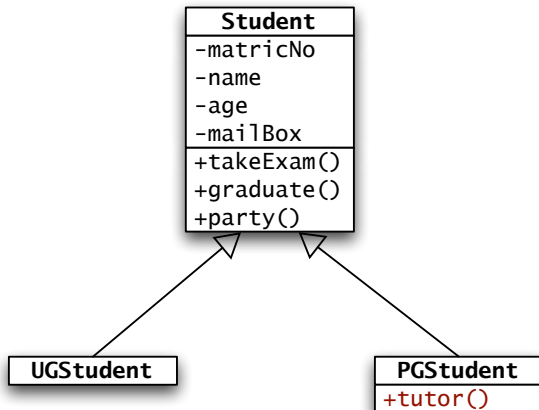 Student
-matricNo
-name
-age
-mailBox
+takeExam()
+graduate()
+party()
UGStudent
PGStudent
+tutor()